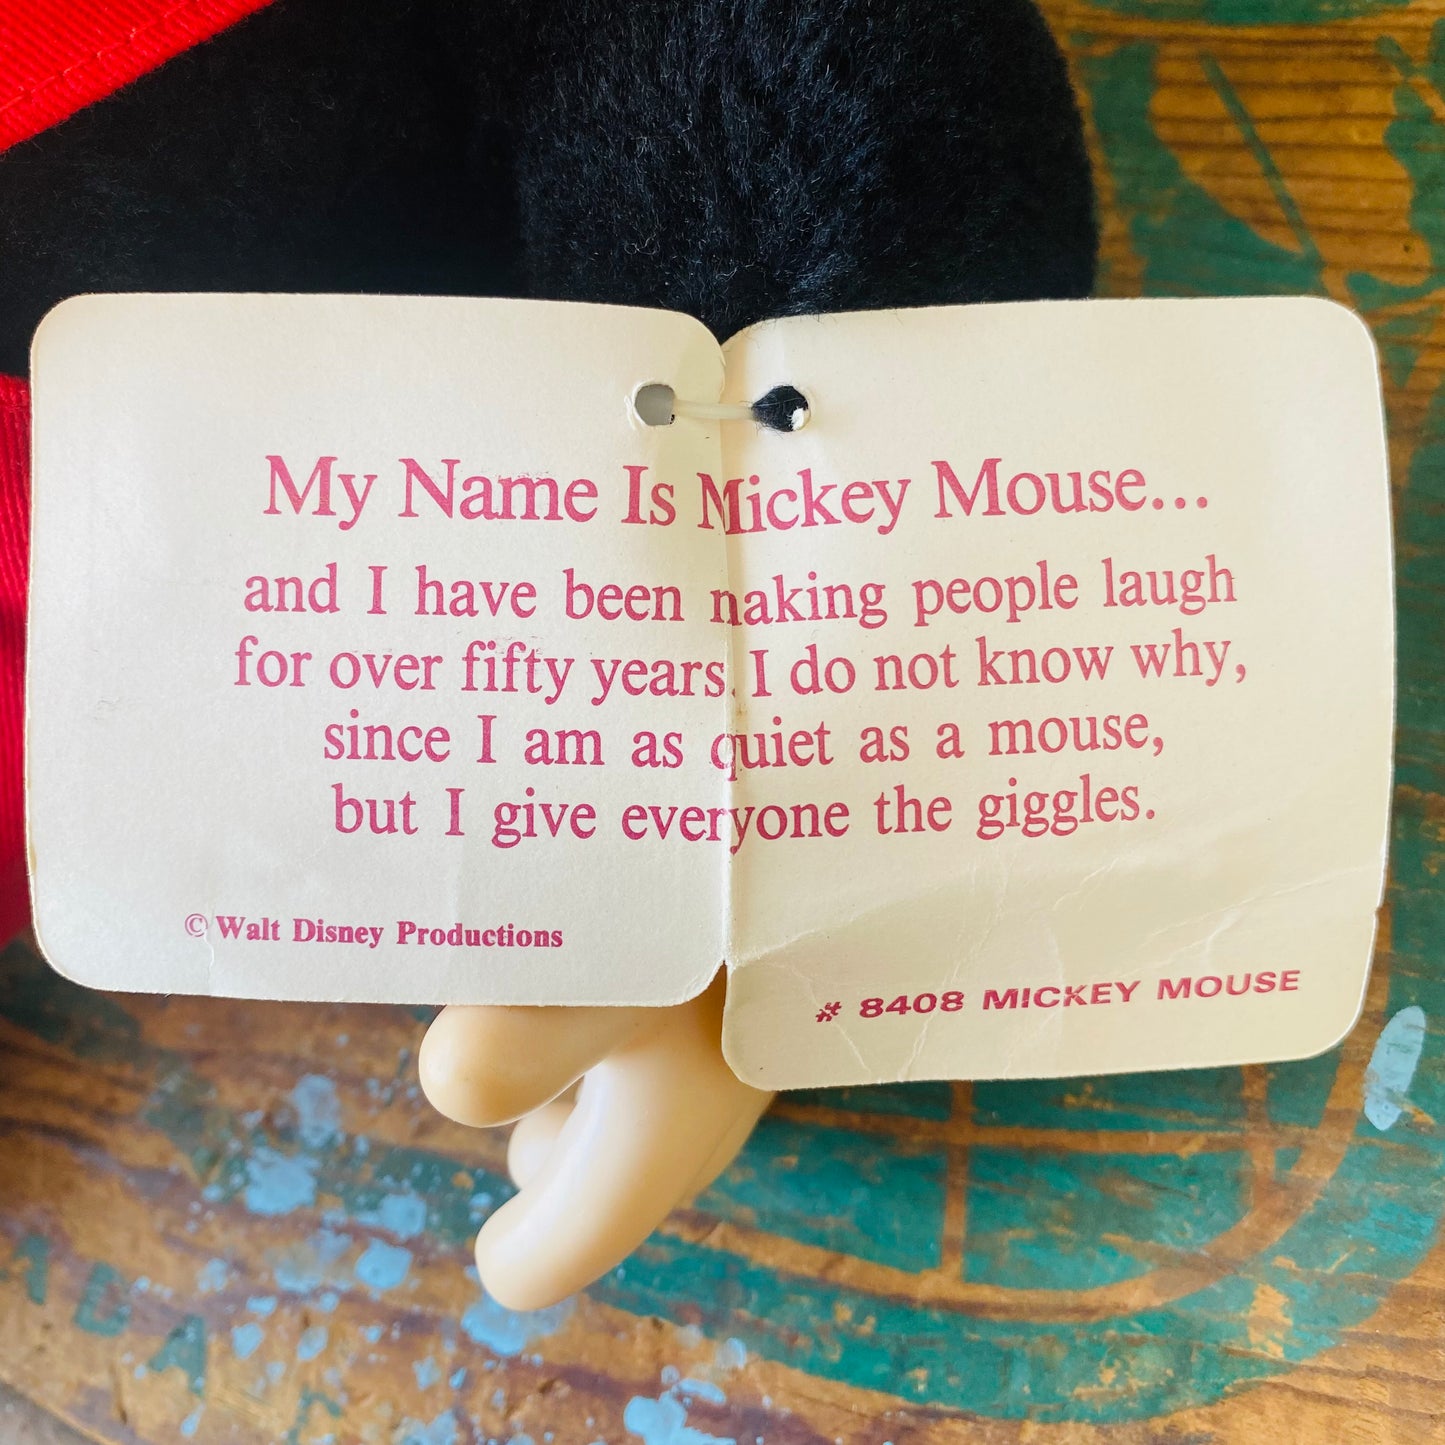 My Name Is Mickey Mouse...
and I have been making people laugh
for over fifty years. I do not know why,
since I am as quiet as a mouse,
but I give everyone the giggles.
© Walt Disney Productions
# 8408 MICKEY MOUSE